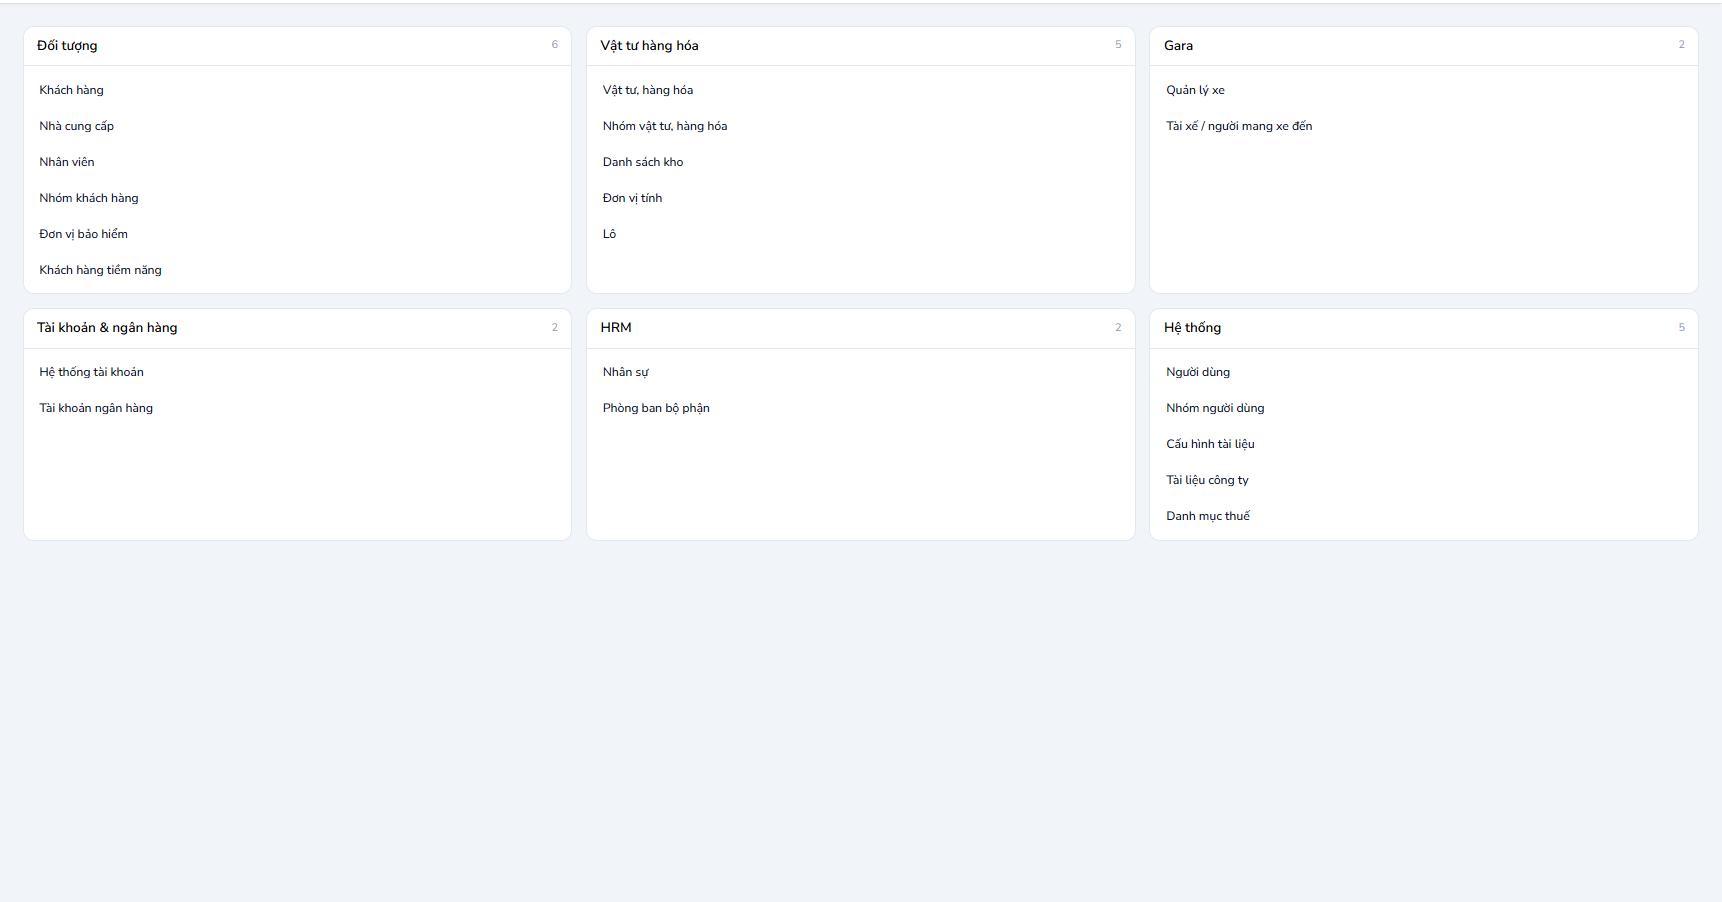 Đối tượng 6
Khách hàng
Nhà cung cấp
Nhân viên
Nhóm khách hàng
Đơn vị bảo hiểm
Khách hàng tiềm năng
Vật tư hàng hóa 5
Vật tư, hàng hóa
Nhóm vật tư, hàng hóa
Danh sách kho
Đơn vị tính
Lô
Gara 2
Quản lý xe
Tài xế / người mang xe đến
Tài khoản & ngân hàng 2
Hệ thống tài khoản
Tài khoản ngân hàng
HRM 2
Nhân sự
Phòng ban bộ phận
Hệ thống 5
Người dùng
Nhóm người dùng
Cấu hình tài liệu
Tài liệu công ty
Danh mục thuế